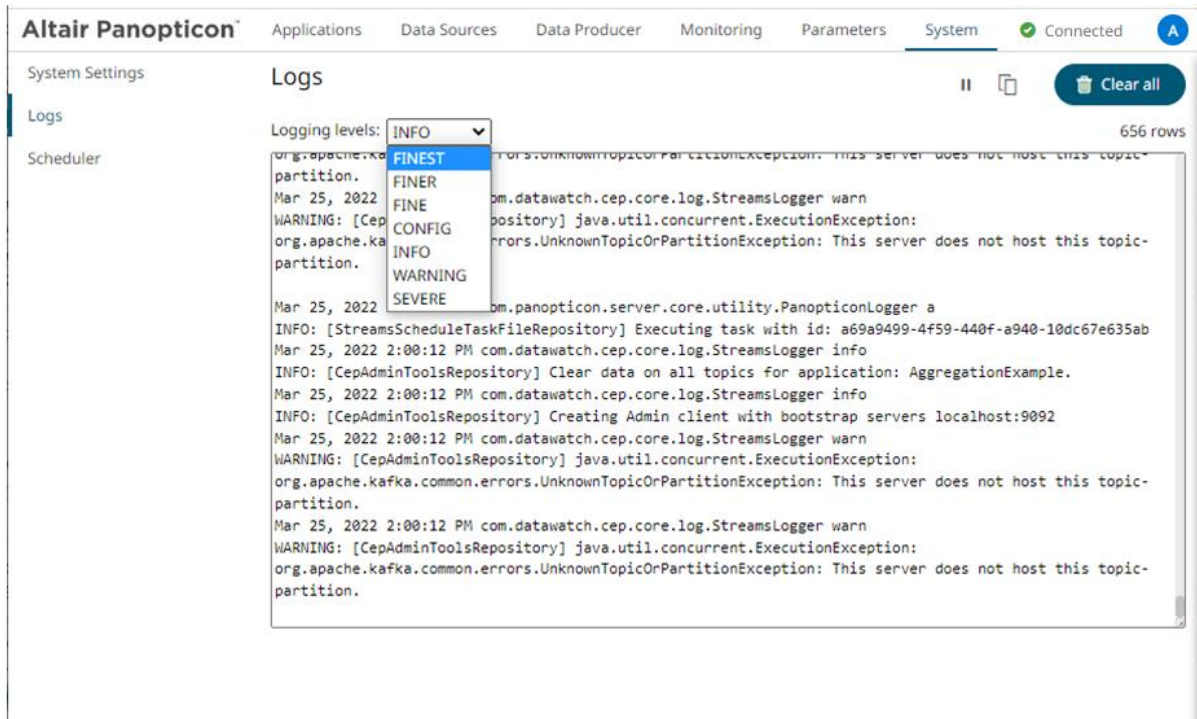 Altair Panopticon™ Applications Data Sources Data Producer Monitoring Parameters System Connected A
System Settings
Logs
Scheduler
Logs
Clear all
Logging levels: INFO
656 rows
FINEST
FINER
FINE
CONFIG
INFO
WARNING
SEVERE
partition.
Mar 25, 2022 com.datawatch.cep.core.log.StreamsLogger warn
WARNING: java.util.concurrent.ExecutionException:
UnknownTopicOrPartitionException: This server does not host this topic-
partition.
Mar 25, 2022 com.panopticon.server.core.utility.PanopticonLogger a
INFO: [StreamsScheduleTaskFileRepository] Executing task with id: a69a9499-4f59-440f-a940-10dc67e635ab
Mar 25, 2022 2:00:12 PM com.datawatch.cep.core.log.StreamsLogger info
INFO: [CepAdminToolsRepository] Clear data on all topics for application: AggregationExample.
Mar 25, 2022 2:00:12 PM com.datawatch.cep.core.log.StreamsLogger info
INFO: [CepAdminToolsRepository] Creating Admin client with bootstrap servers localhost:9092
Mar 25, 2022 2:00:12 PM com.datawatch.cep.core.log.StreamsLogger warn
WARNING: [CepAdminToolsRepository] java.util.concurrent.ExecutionException:
org.apache.kafka.common.errors.UnknownTopicOrPartitionException: This server does not host this topic-
partition.
Mar 25, 2022 2:00:12 PM com.datawatch.cep.core.log.StreamsLogger warn
WARNING: [CepAdminToolsRepository] java.util.concurrent.ExecutionException:
org.apache.kafka.common.errors.UnknownTopicOrPartitionException: This server does not host this topic-
partition.